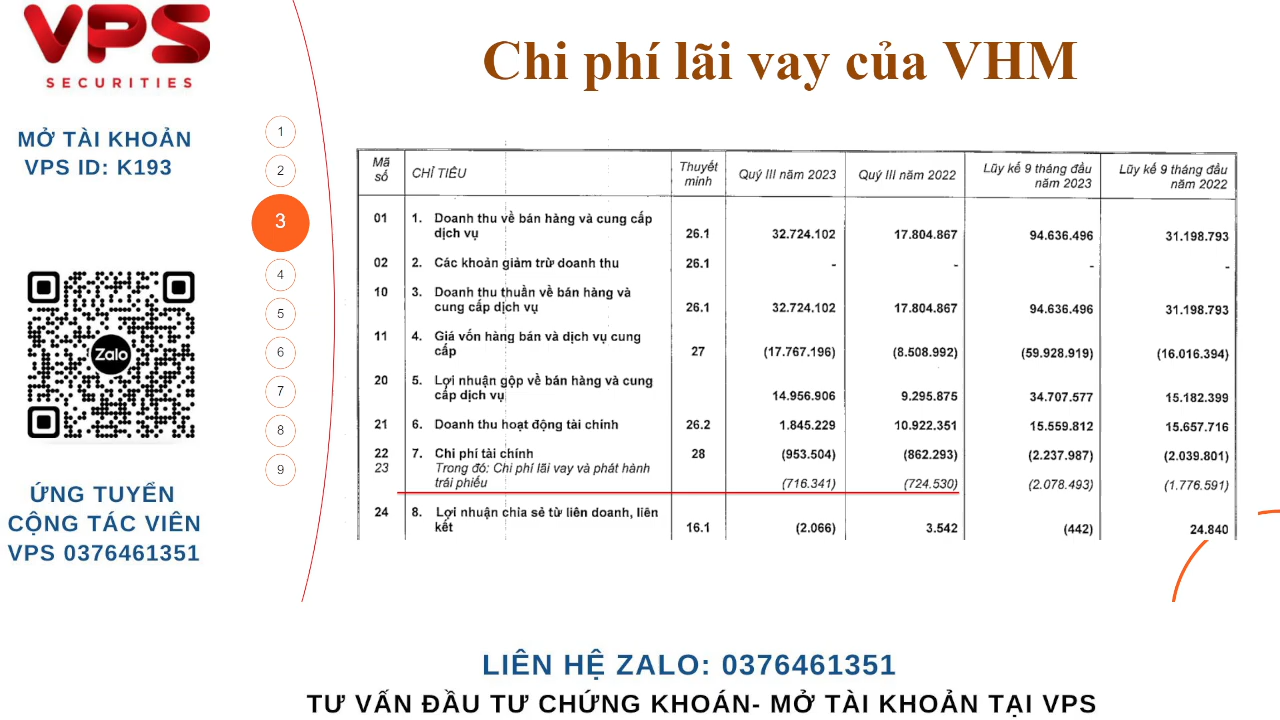 VPS
SECURITIES
MỞ TÀI KHOẢN
VPS ID: K193
Zalo
ỨNG TUYỂN
CỘNG TÁC VIÊN
VPS 0376461351
1
2
3
4
5
6
7
8
9
Chi phí lãi vay của VHM
Mã số CHỈ TIÊU Thuyết minh Quý III năm 2023 Quý III năm 2022 Lũy kế 9 tháng đầu năm 2023 Lũy kế 9 tháng đầu năm 2022
01 1. Doanh thu về bán hàng và cung cấp
dịch vụ 26.1 32.724.102 17.804.867 94.636.496 31.198.793
02 2. Các khoản giảm trừ doanh thu 26.1 - - - -
10 3. Doanh thu thuần về bán hàng và
cung cấp dịch vụ 26.1 32.724.102 17.804.867 94.636.496 31.198.793
11 4. Giá vốn hàng bán và dịch vụ cung
cấp 27 (17.767.196) (8.508.992) (59.928.919) (16.016.394)
20 5. Lợi nhuận gộp về bán hàng và cung
cấp dịch vụ 14.956.906 9.295.875 34.707.577 15.182.399
21 6. Doanh thu hoạt động tài chính 26.2 1.845.229 10.922.351 15.559.812 15.657.716
22 7. Chi phí tài chính 28 (953.504) (862.293) (2.237.987) (2.039.801)
23 Trong đó: Chi phí lãi vay và phát hành
trái phiếu (716.341) (724.530) (2.078.493) (1.776.591)
24 8. Lợi nhuận chia sẻ từ liên doanh, liên
kết 16.1 (2.066) 3.542 (442) 24.840
LIÊN HỆ ZALO: 0376461351
TƯ VẤN ĐẦU TƯ CHỨNG KHOÁN- MỞ TÀI KHOẢN TẠI VPS